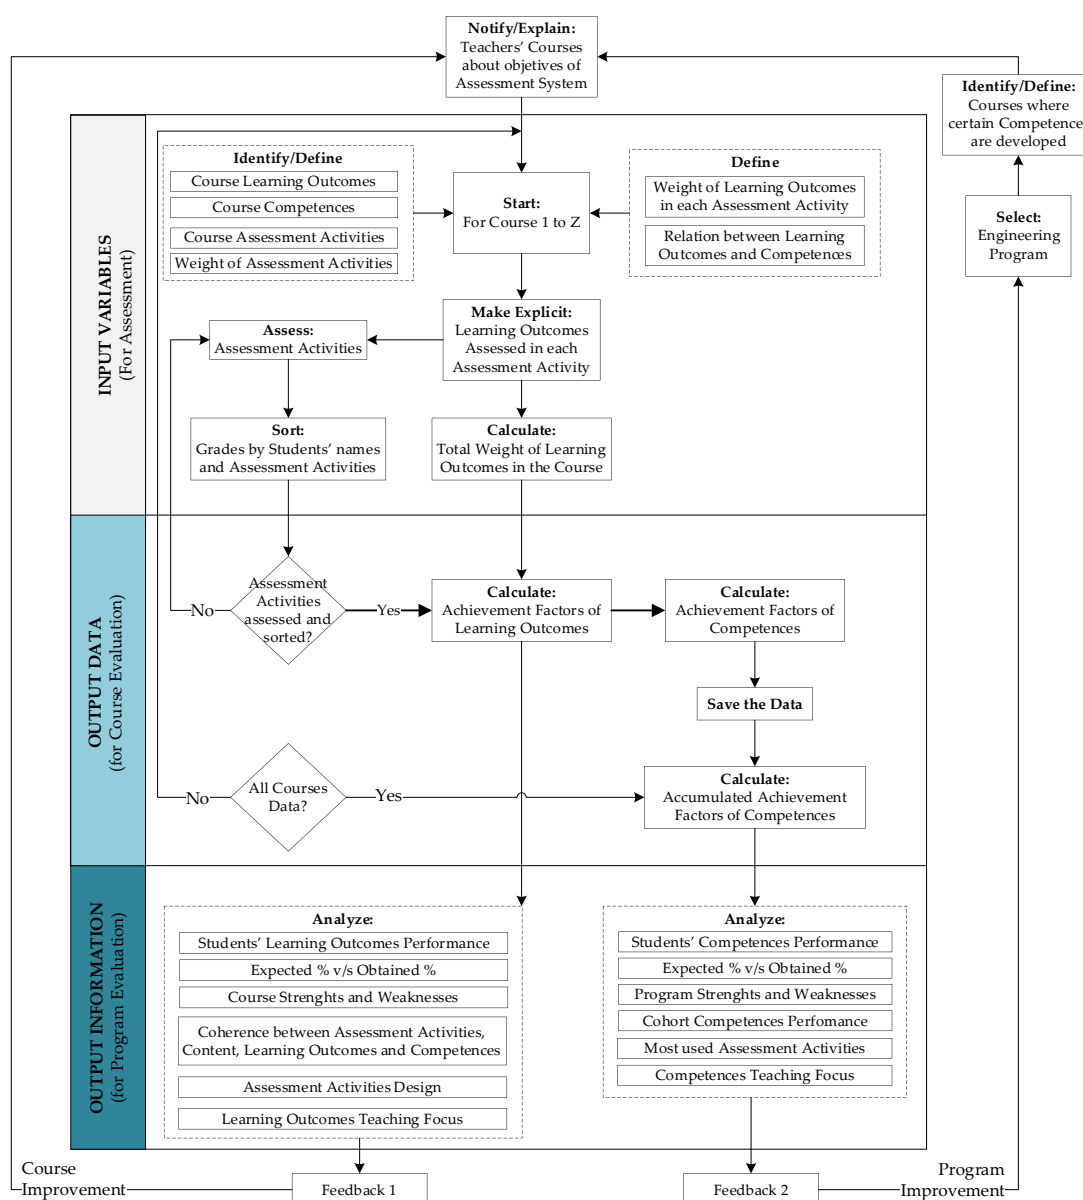 Notify/Explain:
Teachers' Courses
about objetives of
Assessment System
Identify/Define:
Courses where
certain Competence
are developed
Select:
Engineering
Program
INPUT VARIABLES
(For Assessment)
Identify/Define
Course Learning Outcomes
Course Competences
Course Assessment Activities
Weight of Assessment Activities
Start:
For Course 1 to Z
Define
Weight of Learning Outcomes
in each Assessment Activity
Relation between Learning
Outcomes and Competences
Make Explicit:
Learning Outcomes
Assessed in each
Assessment Activity
Assess:
Assessment Activities
Sort:
Grades by Students' names
and Assessment Activities
Calculate:
Total Weight of Learning
Outcomes in the Course
OUTPUT DATA
(for Course Evaluation)
Assessment
Activities
assessed and
sorted?
No
Yes
Calculate:
Achievement Factors of
Learning Outcomes
Calculate:
Achievement Factors of
Competences
Save the Data
All Courses
Data?
No
Yes
Calculate:
Accumulated Achievement
Factors of Competences
OUTPUT INFORMATION
(for Program Evaluation)
Analyze:
Students' Learning Outcomes Performance
Expected % v/s Obtained %
Course Strenghts and Weaknesses
Coherence between Assessment Activities,
Content, Learning Outcomes and Competences
Assessment Activities Design
Learning Outcomes Teaching Focus
Analyze:
Students' Competences Performance
Expected % v/s Obtained %
Program Strenghts and Weaknesses
Cohort Competences Perfomance
Most used Assessment Activities
Competences Teaching Focus
Course
Improvement
Feedback 1
Feedback 2
Program
Improvement